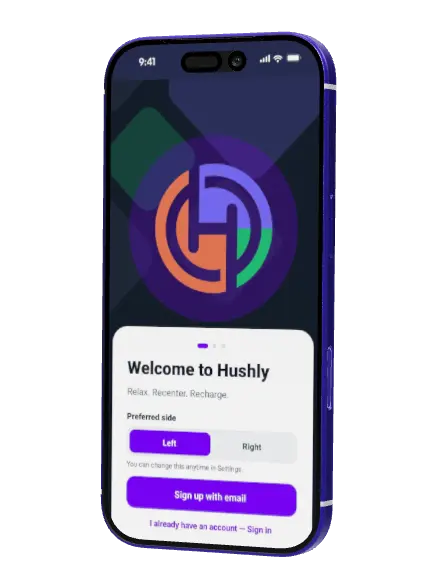 9:41
Welcome to Hushly
Relax. Recenter. Recharge.
Preferred side
Left Right
You can change this anytime in Settings
Sign up with email
I already have an account — Sign in